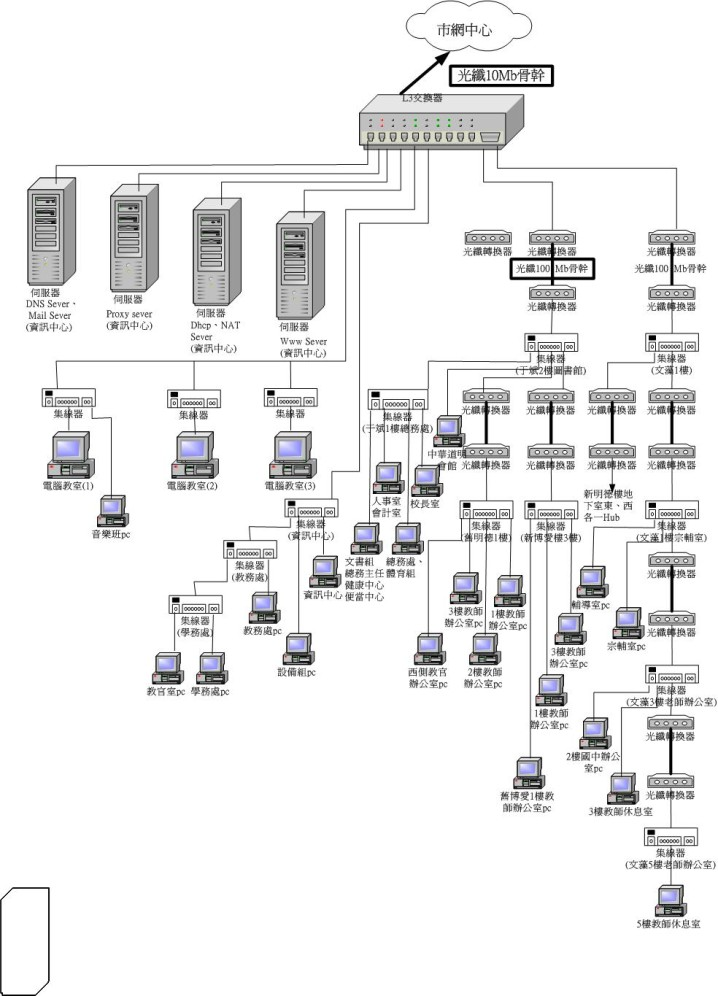 市網中心
光纖10Mb骨幹
L3交換器
伺服器
DNS Sever、
Mail Sever
(資訊中心)
伺服器
Proxy sever
(資訊中心)
伺服器
Dhcp、NAT
Sever
(資訊中心)
伺服器
Www Sever
(資訊中心)
光纖轉換器
光纖轉換器
光纖轉換器
光纖100Mb骨幹
光纖100Mb骨幹
光纖轉換器
光纖轉換器
集線器
(于斌2樓圖書館)
集線器
(文藻1樓)
集線器
集線器
集線器
集線器
(于斌1樓總務處)
光纖轉換器
光纖轉換器
光纖轉換器
光纖轉換器
中華道明
會館
光纖轉換器
光纖轉換器
光纖轉換器
光纖轉換器
電腦教室(1)
電腦教室(2)
電腦教室(3)
人事室
會計室
校長室
新明德樓地
下室東、西
各一Hub
音樂班pc
集線器
(資訊中心)
集線器
(舊明德1樓)
集線器
(新博愛樓3樓)
集線器
(文藻1樓宗輔室)
集線器
(教務處)
文書組
總務主任
健康中心
便當中心
總務處、
體育組
光纖轉換器
資訊中心
輔導室pc
3樓教師
辦公室pc
1樓教師
辦公室pc
集線器
(學務處)
教務處pc
光纖轉換器
宗輔室pc
3樓教師
辦公室pc
教官室pc
學務處pc
設備組pc
西側教官
辦公室pc
2樓教師
辦公室pc
集線器
(文藻3樓老師辦公室)
1樓教師
辦公室pc
光纖轉換器
2樓國中辦公
室pc
舊博愛1樓教
師辦公室pc
3樓教師休息室
光纖轉換器
集線器
(文藻5樓老師辦公室)
5樓教師休息室